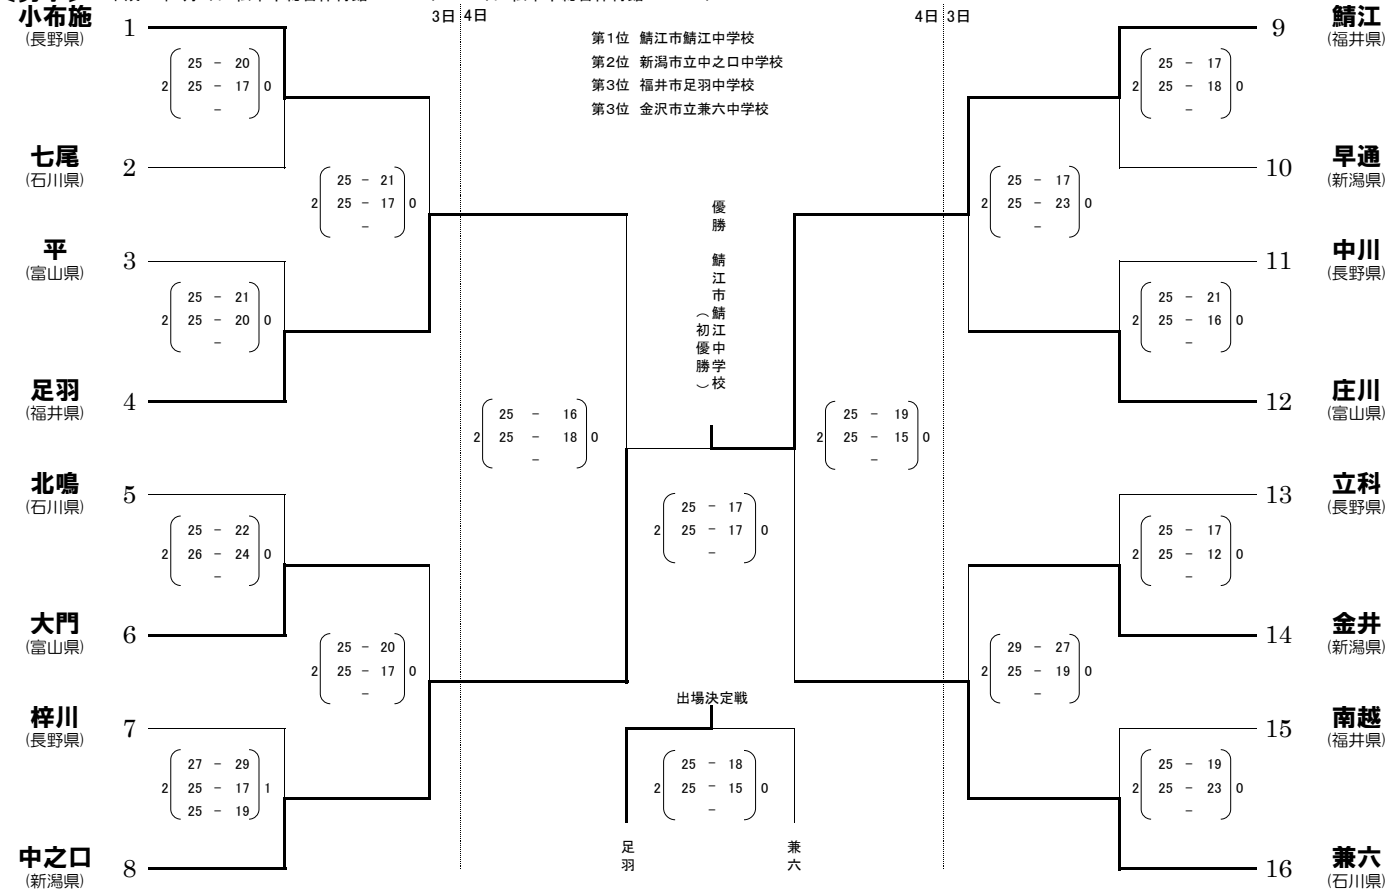 3日 4日
4日 3日
第1位 鯖江市鯖江中学校
第2位 新潟市立中之口中学校
第3位 福井市足羽中学校
第3位 金沢市立兼六中学校
小布施 1
(長野県)
2 25 - 20 0
25 - 17
-
七尾 2
(石川県)
2 25 - 21 0
25 - 17
-
平 3
(富山県)
2 25 - 21 0
25 - 20
-
足羽 4
(福井県)
2 25 - 16 0
25 - 18
-
北鳴 5
(石川県)
2 25 - 22 0
26 - 24
-
大門 6
(富山県)
2 25 - 20 0
25 - 17
-
梓川 7
(長野県)
2 27 - 29 1
25 - 17
25 - 19
中之口 8
(新潟県)
優勝 鯖江市鯖江中学校
(初優勝)
2 25 - 17 0
25 - 17
-
出場決定戦
2 25 - 18 0
25 - 15
-
足羽
兼六
9 鯖江
(福井県)
2 25 - 17 0
25 - 18
-
10 早通
(新潟県)
2 25 - 17 0
25 - 23
-
11 中川
(長野県)
2 25 - 21 0
25 - 16
-
12 庄川
(富山県)
2 25 - 19 0
25 - 15
-
13 立科
(長野県)
2 25 - 17 0
25 - 12
-
14 金井
(新潟県)
2 29 - 27 0
25 - 19
-
15 南越
(福井県)
2 25 - 19 0
25 - 23
-
16 兼六
(石川県)